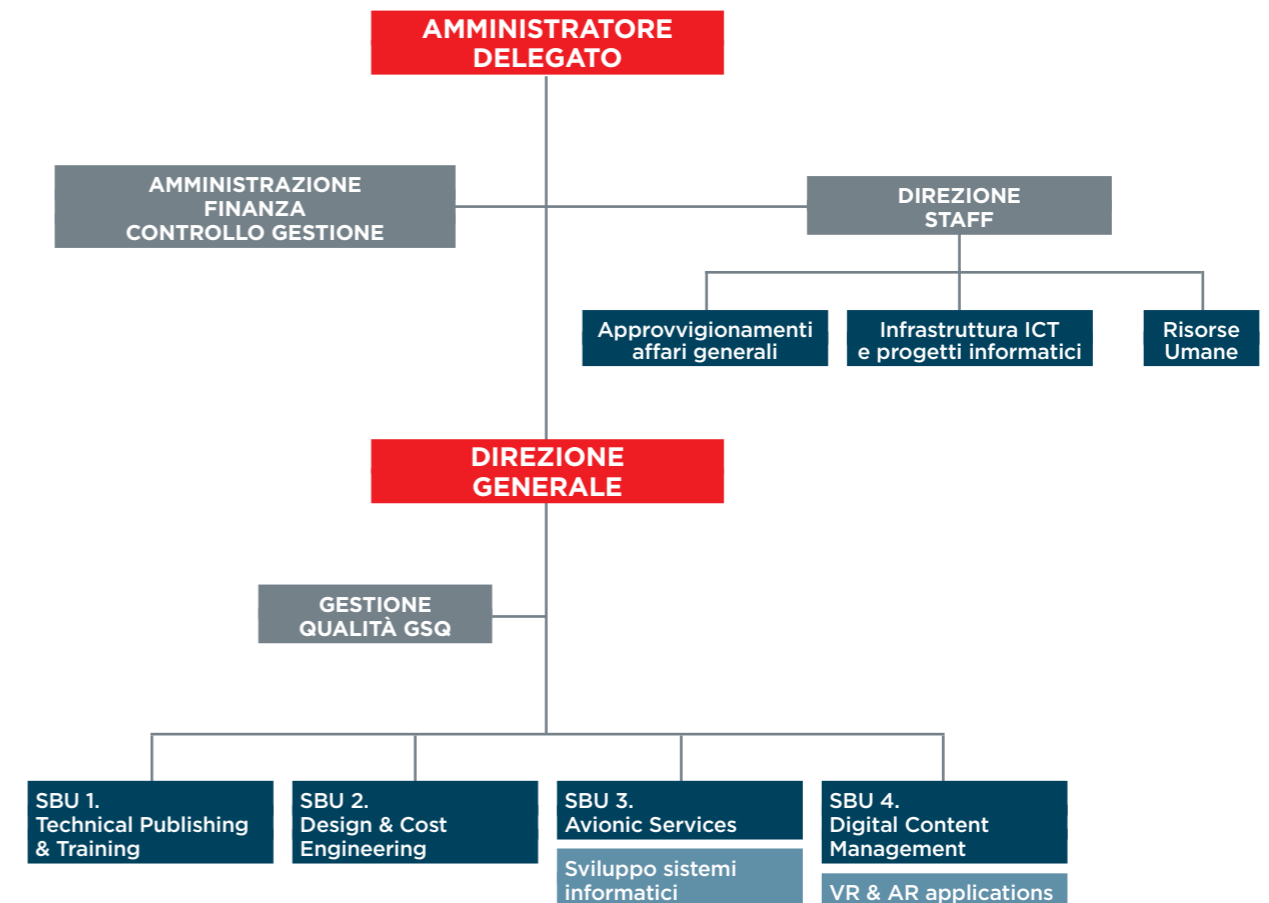 AMMINISTRATORE
DELEGATO
AMMINISTRAZIONE
FINANZA
CONTROLLO GESTIONE
DIREZIONE
STAFF
Approvvigionamenti
affari generali
Infrastruttura ICT
e progetti informatici
Risorse
Umane
DIREZIONE
GENERALE
GESTIONE
QUALITÀ GSQ
SBU 1.
Technical Publishing
& Training
SBU 2.
Design & Cost
Engineering
SBU 3.
Avionic Services
Sviluppo sistemi
informatici
SBU 4.
Digital Content
Management
VR & AR applications